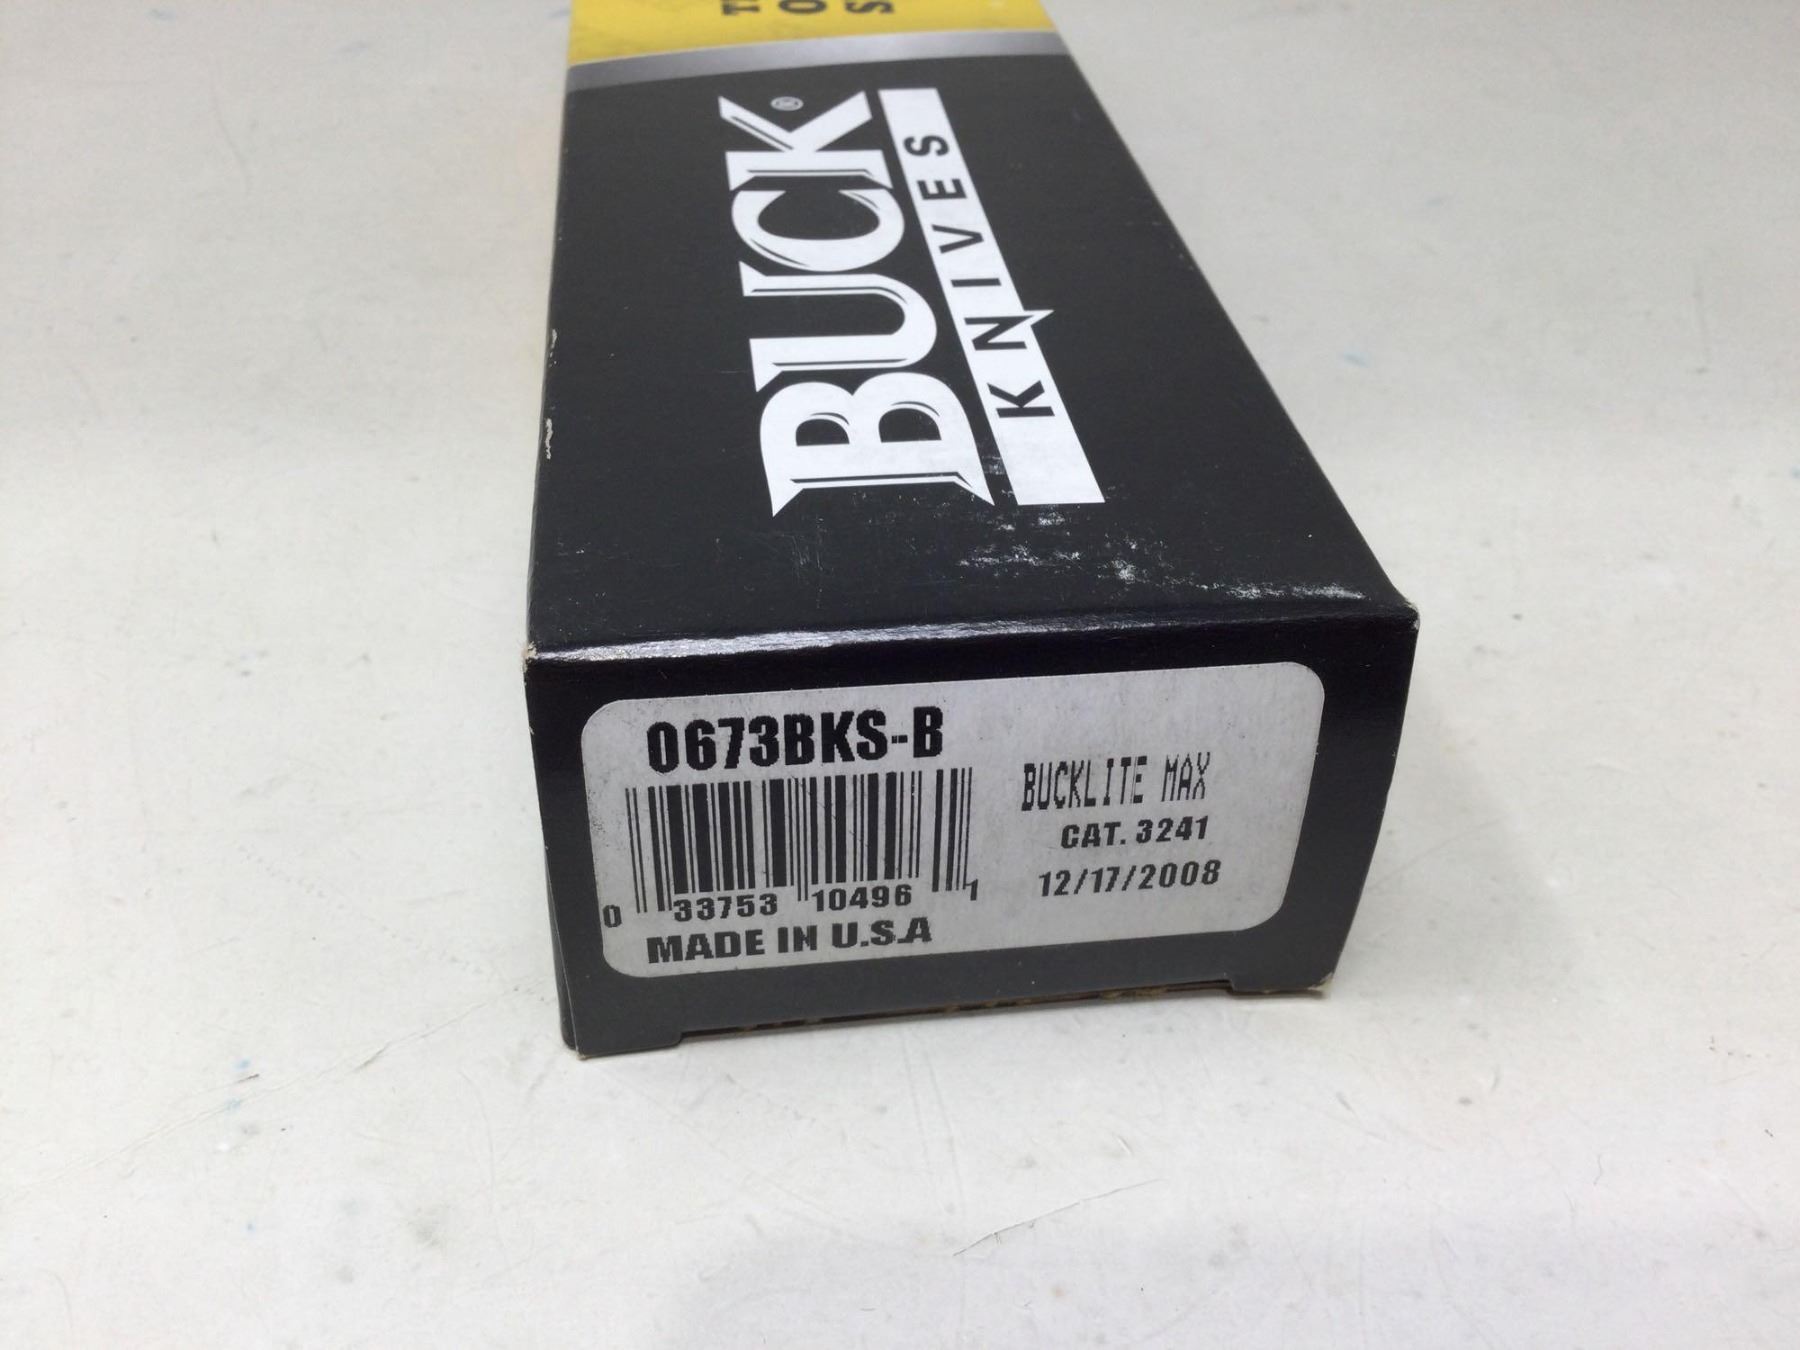 BUCK®
KNIVES
0673BKS-B
BUCKLITE MAX
CAT. 3241
12/17/2008
0 33753 10496 1
MADE IN U.S.A